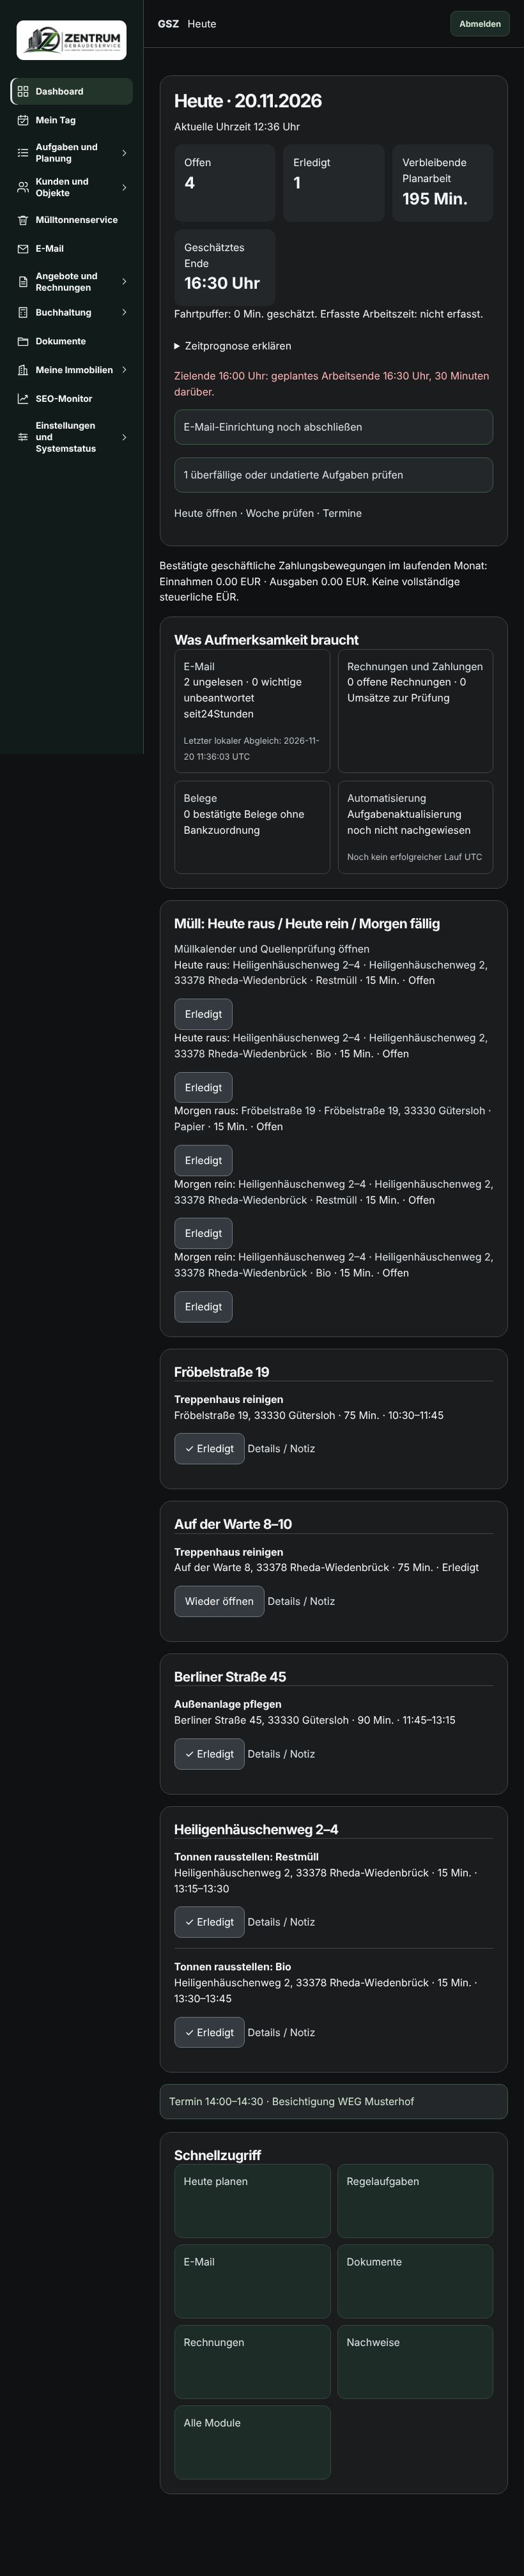 ZENTRUM
GEBÄUDESERVICE
Dashboard
Mein Tag
Aufgaben und
Planung
Kunden und
Objekte
Mülltonnenservice
E-Mail
Angebote und
Rechnungen
Buchhaltung
Dokumente
Meine Immobilien
SEO-Monitor
Einstellungen
und
Systemstatus
GSZ Heute
Abmelden
Heute · 20.11.2026
Aktuelle Uhrzeit 12:36 Uhr
Offen
4
Erledigt
1
Verbleibende
Planarbeit
195 Min.
Geschätztes
Ende
16:30 Uhr
Fahrtpuffer: 0 Min. geschätzt. Erfasste Arbeitszeit: nicht erfasst.
▶ Zeitprognose erklären
Zielende 16:00 Uhr: geplantes Arbeitsende 16:30 Uhr, 30 Minuten
darüber.
E-Mail-Einrichtung noch abschließen
1 überfällige oder undatierte Aufgaben prüfen
Heute öffnen · Woche prüfen · Termine
Bestätigte geschäftliche Zahlungsbewegungen im laufenden Monat:
Einnahmen 0.00 EUR · Ausgaben 0.00 EUR. Keine vollständige
steuerliche EÜR.
Was Aufmerksamkeit braucht
E-Mail
2 ungelesen · 0 wichtige
unbeantwortet
seit24Stunden
Letzter lokaler Abgleich: 2026-11-
20 11:36:03 UTC
Rechnungen und Zahlungen
0 offene Rechnungen · 0
Umsätze zur Prüfung
Belege
0 bestätigte Belege ohne
Bankzuordnung
Automatisierung
Aufgabenaktualisierung
noch nicht nachgewiesen
Noch kein erfolgreicher Lauf UTC
Müll: Heute raus / Heute rein / Morgen fällig
Müllkalender und Quellenprüfung öffnen
Heute raus: Heiligenhäuschenweg 2–4 · Heiligenhäuschenweg 2,
33378 Rheda-Wiedenbrück · Restmüll · 15 Min. · Offen
Erledigt
Heute raus: Heiligenhäuschenweg 2–4 · Heiligenhäuschenweg 2,
33378 Rheda-Wiedenbrück · Bio · 15 Min. · Offen
Erledigt
Morgen raus: Fröbelstraße 19 · Fröbelstraße 19, 33330 Gütersloh ·
Papier · 15 Min. · Offen
Erledigt
Morgen rein: Heiligenhäuschenweg 2–4 · Heiligenhäuschenweg 2,
33378 Rheda-Wiedenbrück · Restmüll · 15 Min. · Offen
Erledigt
Morgen rein: Heiligenhäuschenweg 2–4 · Heiligenhäuschenweg 2,
33378 Rheda-Wiedenbrück · Bio · 15 Min. · Offen
Erledigt
Fröbelstraße 19
Treppenhaus reinigen
Fröbelstraße 19, 33330 Gütersloh · 75 Min. · 10:30–11:45
✓ Erledigt Details / Notiz
Auf der Warte 8–10
Treppenhaus reinigen
Auf der Warte 8, 33378 Rheda-Wiedenbrück · 75 Min. · Erledigt
Wieder öffnen Details / Notiz
Berliner Straße 45
Außenanlage pflegen
Berliner Straße 45, 33330 Gütersloh · 90 Min. · 11:45–13:15
✓ Erledigt Details / Notiz
Heiligenhäuschenweg 2–4
Tonnen rausstellen: Restmüll
Heiligenhäuschenweg 2, 33378 Rheda-Wiedenbrück · 15 Min. ·
13:15–13:30
✓ Erledigt Details / Notiz
Tonnen rausstellen: Bio
Heiligenhäuschenweg 2, 33378 Rheda-Wiedenbrück · 15 Min. ·
13:30–13:45
✓ Erledigt Details / Notiz
Termin 14:00–14:30 · Besichtigung WEG Musterhof
Schnellzugriff
Heute planen
Regelaufgaben
E-Mail
Dokumente
Rechnungen
Nachweise
Alle Module